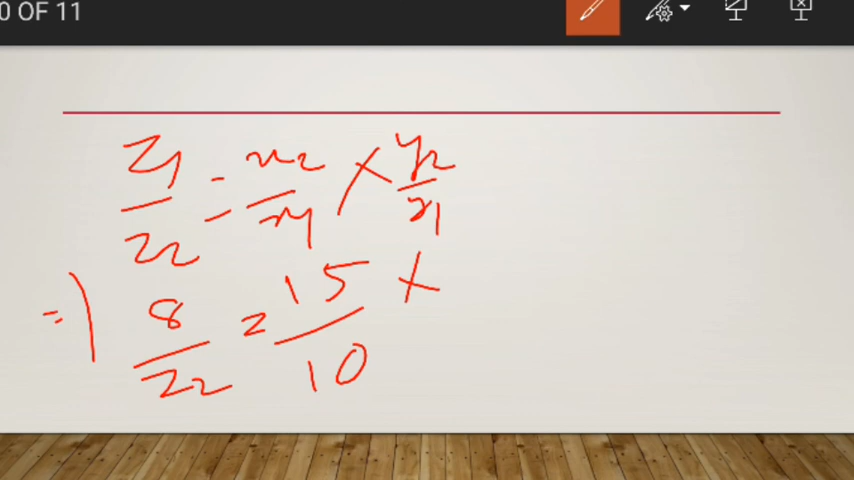 0 OF 11
z1/z2 = x2/x1 × y2/y1
=> 8/z2 = 15/10 ×